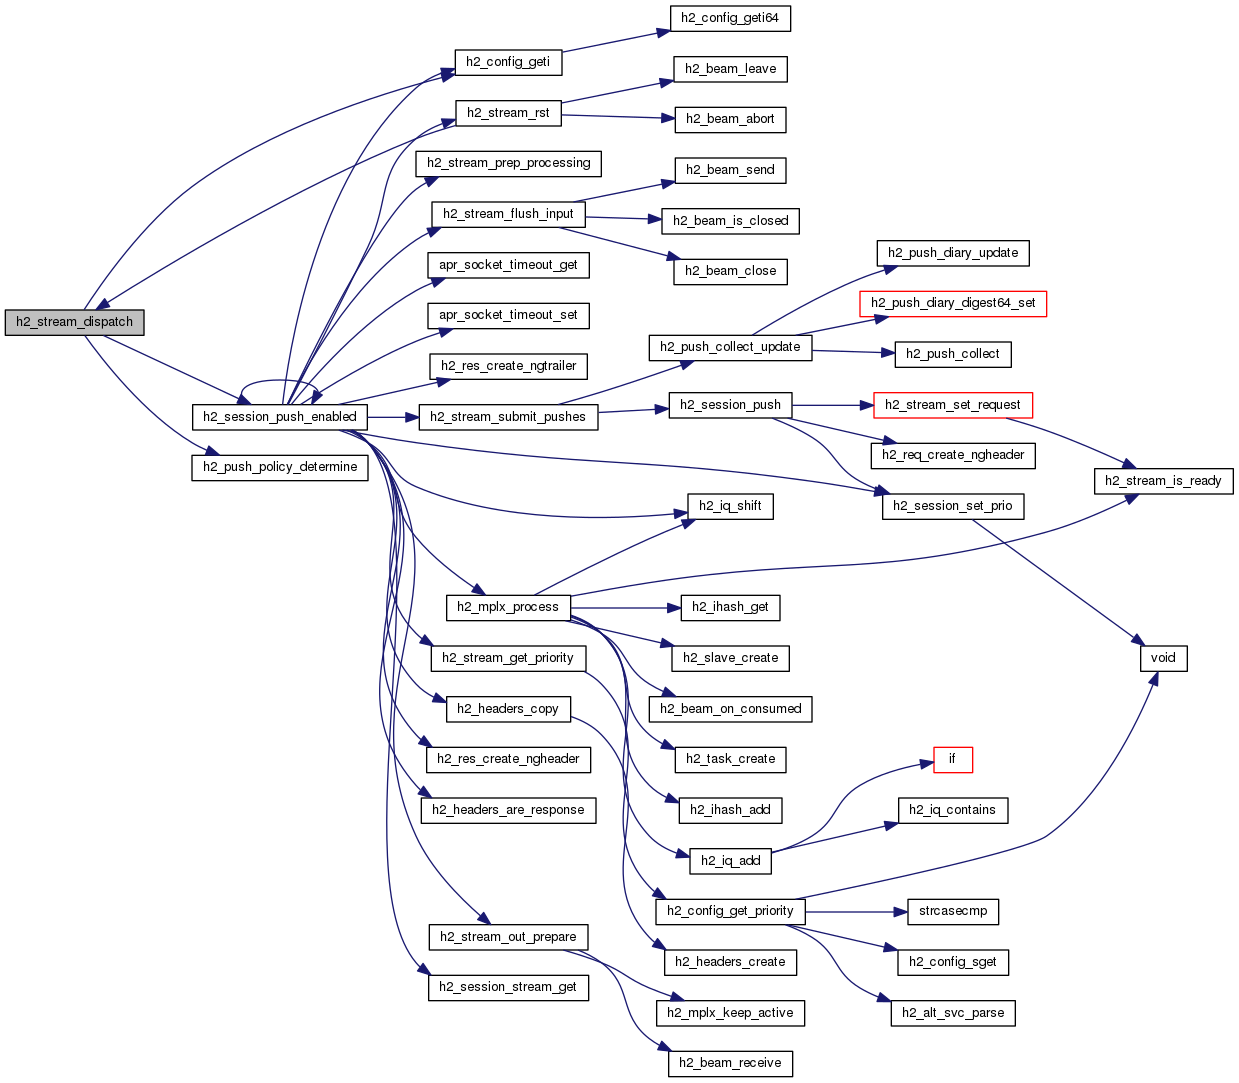 h2_config_geti64
h2_config_geti
h2_beam_leave
h2_stream_rst
h2_beam_abort
h2_stream_prep_processing
h2_beam_send
h2_stream_flush_input
h2_beam_is_closed
h2_push_diary_update
apr_socket_timeout_get
h2_beam_close
h2_push_diary_digest64_set
h2_stream_dispatch
apr_socket_timeout_set
h2_push_collect_update
h2_push_collect
h2_res_create_ngtrailer
h2_session_push_enabled
h2_stream_submit_pushes
h2_session_push
h2_stream_set_request
h2_push_policy_determine
h2_req_create_ngheader
h2_stream_is_ready
h2_iq_shift
h2_session_set_prio
h2_mplx_process
h2_ihash_get
h2_stream_get_priority
h2_slave_create
void
h2_headers_copy
h2_beam_on_consumed
h2_res_create_ngheader
h2_task_create
if
h2_headers_are_response
h2_ihash_add
h2_iq_contains
h2_iq_add
h2_config_get_priority
strcasecmp
h2_stream_out_prepare
h2_headers_create
h2_config_sget
h2_session_stream_get
h2_mplx_keep_active
h2_alt_svc_parse
h2_beam_receive